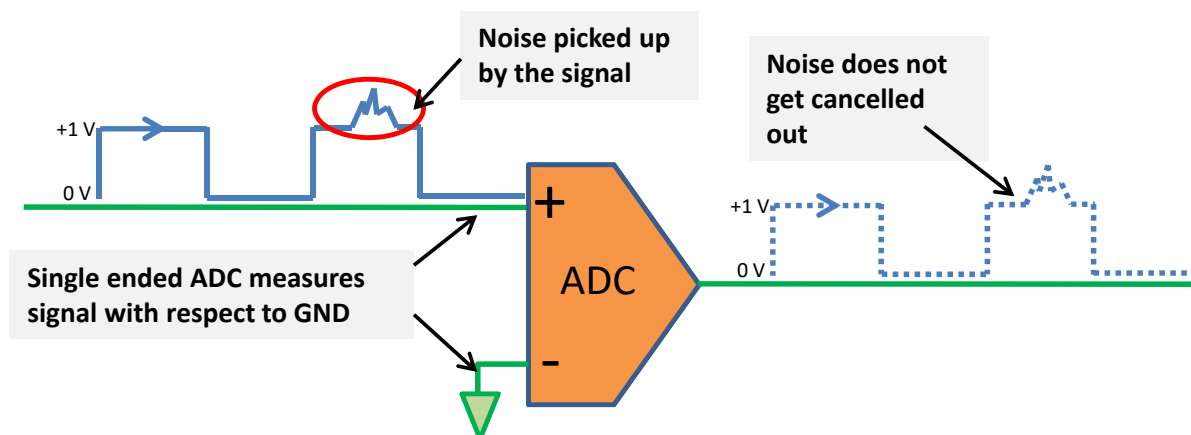 Noise picked up
by the signal
Noise does not
get cancelled
out
+1 V
0 V
+
ADC
-
+1 V
0 V
Single ended ADC measures
signal with respect to GND